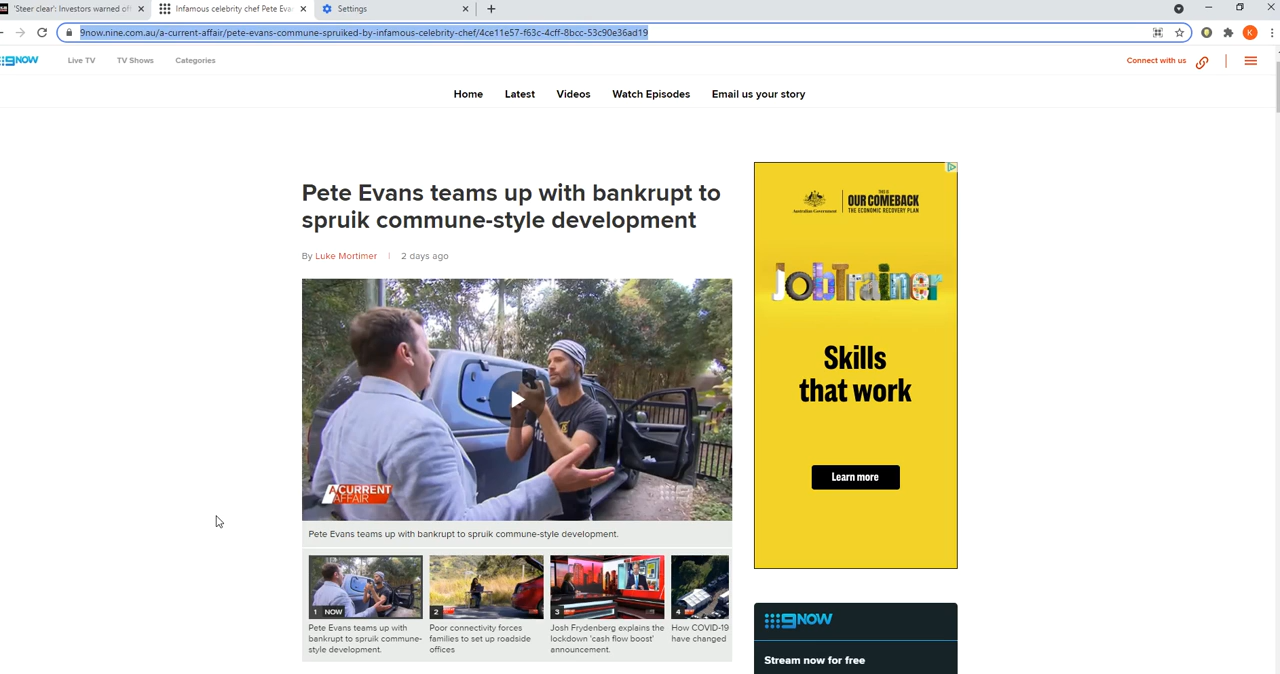 'Steer clear': Investors warned off
Infamous celebrity chef Pete Eva
Settings
9now.nine.com.au/a-current-affair/pete-evans-commune-spruiked-by-infamous-celebrity-chef/4ce11e57-f63c-4cff-8bcc-53c90e36ad19
K
9NOW
Live TV
TV Shows
Categories
Connect with us
Home
Latest
Videos
Watch Episodes
Email us your story
Pete Evans teams up with bankrupt to
spruik commune-style development
By Luke Mortimer | 2 days ago
A CURRENT
AFFAIR
Pete Evans teams up with bankrupt to spruik commune-style development.
1 NOW
Pete Evans teams up with
bankrupt to spruik commune-
style development.
2
Poor connectivity forces
families to set up roadside
offices
3
Josh Frydenberg explains the
lockdown 'cash flow boost'
announcement.
4
How COVID-19
have changed
Australian Government
THIS IS
OUR COMEBACK
THE ECONOMIC RECOVERY PLAN
JobTrainer
Skills
that work
Learn more
9NOW
Stream now for free